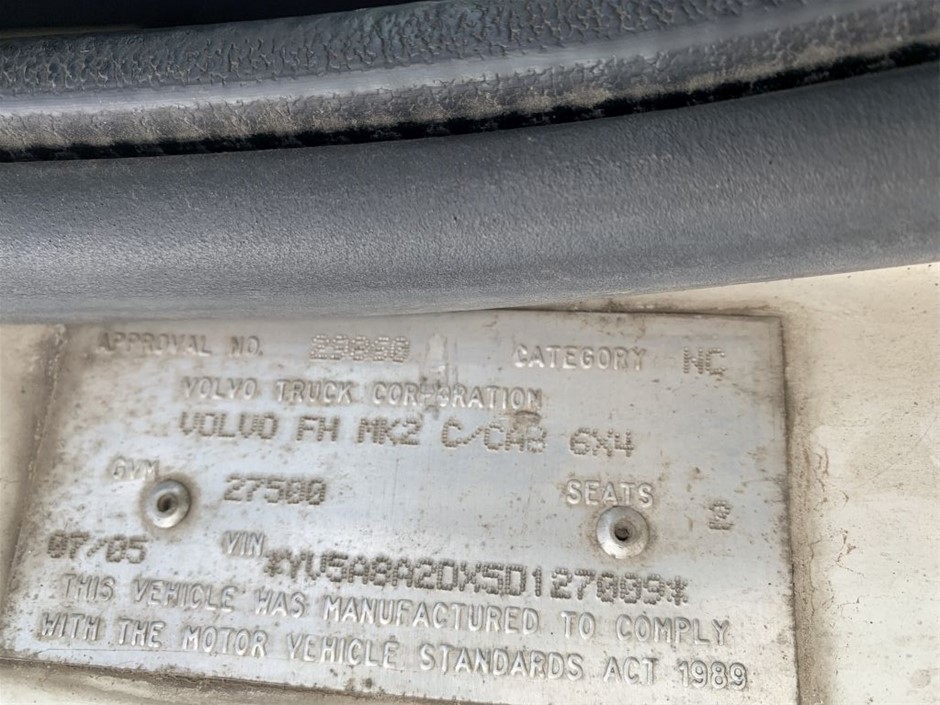 APPROVAL NO. 29850 CATEGORY NC
VOLVO TRUCK CORPORATION
VOLVO FH MK2 C/CAB 6X4
GVM 27500 SEATS 2
07/05 VIN *YV5A8A2DX5D127009*
THIS VEHICLE WAS MANUFACTURED TO COMPLY
WITH THE MOTOR VEHICLE STANDARDS ACT 1989